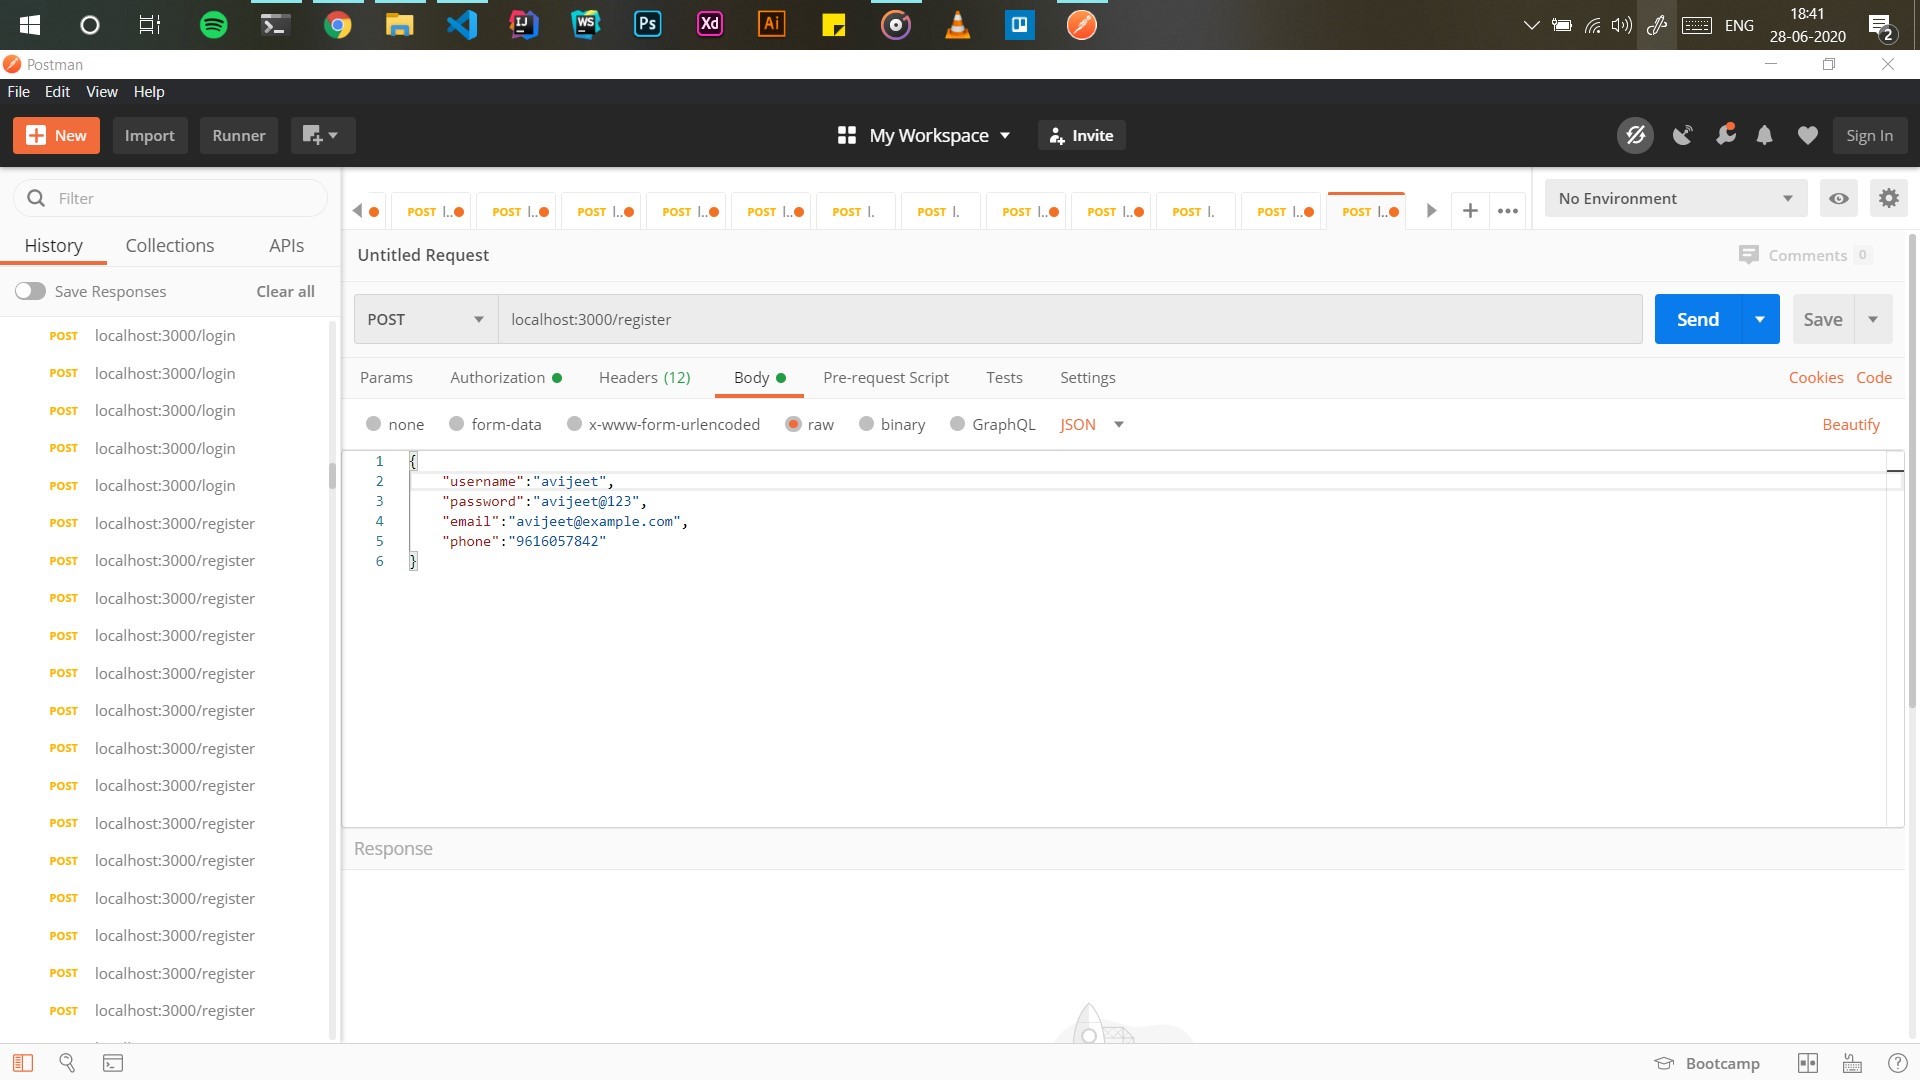 Ps
Xd
Ai
IJ
WS
ENG
18:41
28-06-2020
2
Postman
File Edit View Help
New
Import
Runner
My Workspace
Invite
Sign In
Filter
POST l..
POST l..
POST l..
POST l..
POST l..
POST l.
POST l.
POST l..
POST l..
POST l.
POST l..
POST l..
No Environment
History Collections APIs
Untitled Request
Comments 0
Save Responses
Clear all
POST
localhost:3000/register
Send
Save
Params Authorization Headers (12) Body Pre-request Script Tests Settings
Cookies Code
none form-data x-www-form-urlencoded raw binary GraphQL JSON
Beautify
1 {
2 "username":"avijeet",
3 "password":"avijeet@123",
4 "email":"avijeet@example.com",
5 "phone":"9616057842"
6 }
POST localhost:3000/login
POST localhost:3000/login
POST localhost:3000/login
POST localhost:3000/login
POST localhost:3000/login
POST localhost:3000/register
POST localhost:3000/register
POST localhost:3000/register
POST localhost:3000/register
POST localhost:3000/register
POST localhost:3000/register
POST localhost:3000/register
POST localhost:3000/register
POST localhost:3000/register
POST localhost:3000/register
POST localhost:3000/register
POST localhost:3000/register
POST localhost:3000/register
POST localhost:3000/register
Response
Bootcamp